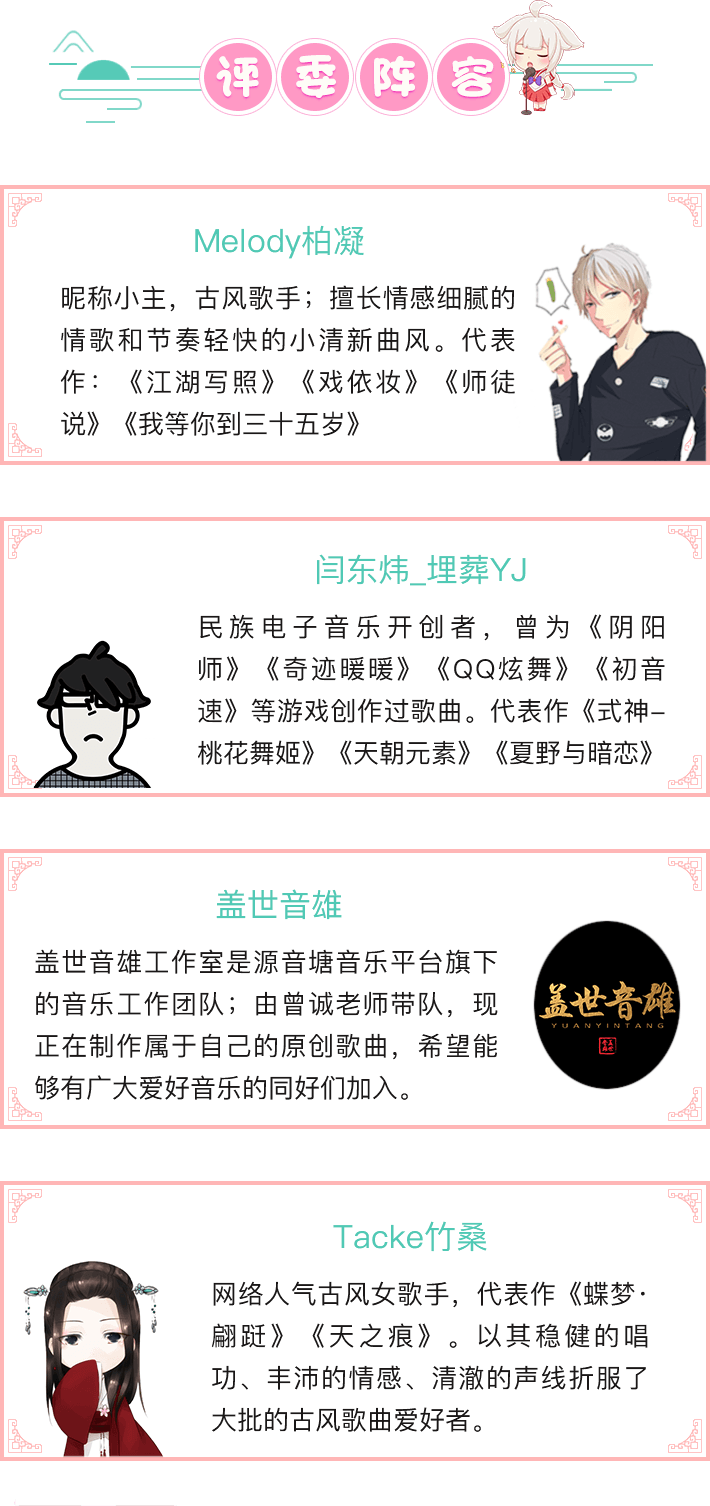 评委阵容
Melody柏凝
昵称小主，古风歌手；擅长情感细腻的
情歌和节奏轻快的小清新曲风。代表
作：《江湖写照》《戏依妆》《师徒
说》《我等你到三十五岁》
闫东炜_埋葬YJ
民族电子音乐开创者，曾为《阴阳
师》《奇迹暖暖》《QQ炫舞》《初音
速》等游戏创作过歌曲。代表作《式神-
桃花舞姬》《天朝元素》《夏野与暗恋》
盖世音雄
盖世音雄工作室是源音塘音乐平台旗下
的音乐工作团队；由曾诚老师带队，现
正在制作属于自己的原创歌曲，希望能
够有广大爱好音乐的同好们加入。
盖世音雄
YUANYINTANG
Tacke竹桑
网络人气古风女歌手，代表作《蝶梦·
翩跹》《天之痕》。以其稳健的唱
功、丰沛的情感、清澈的声线折服了
大批的古风歌曲爱好者。